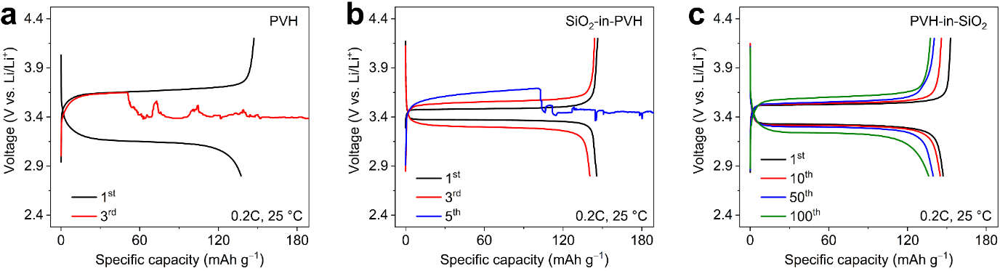 a
PVH
4.4
3.9
3.4
2.9
2.4
Voltage (V vs. Li/Li⁺)
1ˢᵗ
3ʳᵈ
0.2C, 25 °C
0 60 120 180
Specific capacity (mAh g⁻¹)
b
SiO₂-in-PVH
4.4
3.9
3.4
2.9
2.4
Voltage (V vs. Li/Li⁺)
1ˢᵗ
3ʳᵈ
5ᵗʰ
0.2C, 25 °C
0 60 120 180
Specific capacity (mAh g⁻¹)
c
PVH-in-SiO₂
4.4
3.9
3.4
2.9
2.4
Voltage (V vs. Li/Li⁺)
1ˢᵗ
10ᵗʰ
50ᵗʰ
100ᵗʰ
0.2C, 25 °C
0 60 120 180
Specific capacity (mAh g⁻¹)